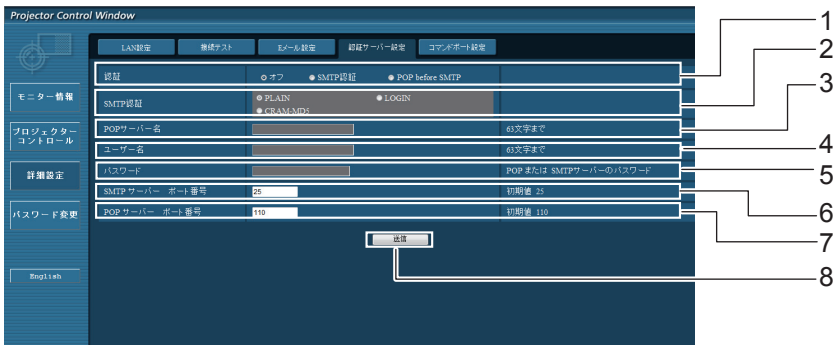 Projector Control Window
LAN設定 接続テスト Eメール設定 認証サーバー設定 コマンドポート設定
モニター情報
プロジェクター
コントロール
詳細設定
パスワード変更
English
認証 オフ SMTP認証 POP before SMTP
SMTP認証 PLAIN LOGIN
CRAM-MD5
POPサーバー名 63文字まで
ユーザー名 63文字まで
パスワード POP または SMTPサーバーのパスワード
SMTP サーバー ポート番号 25 初期値 25
POP サーバー ポート番号 110 初期値 110
送信
1
2
3
4
5
6
7
8